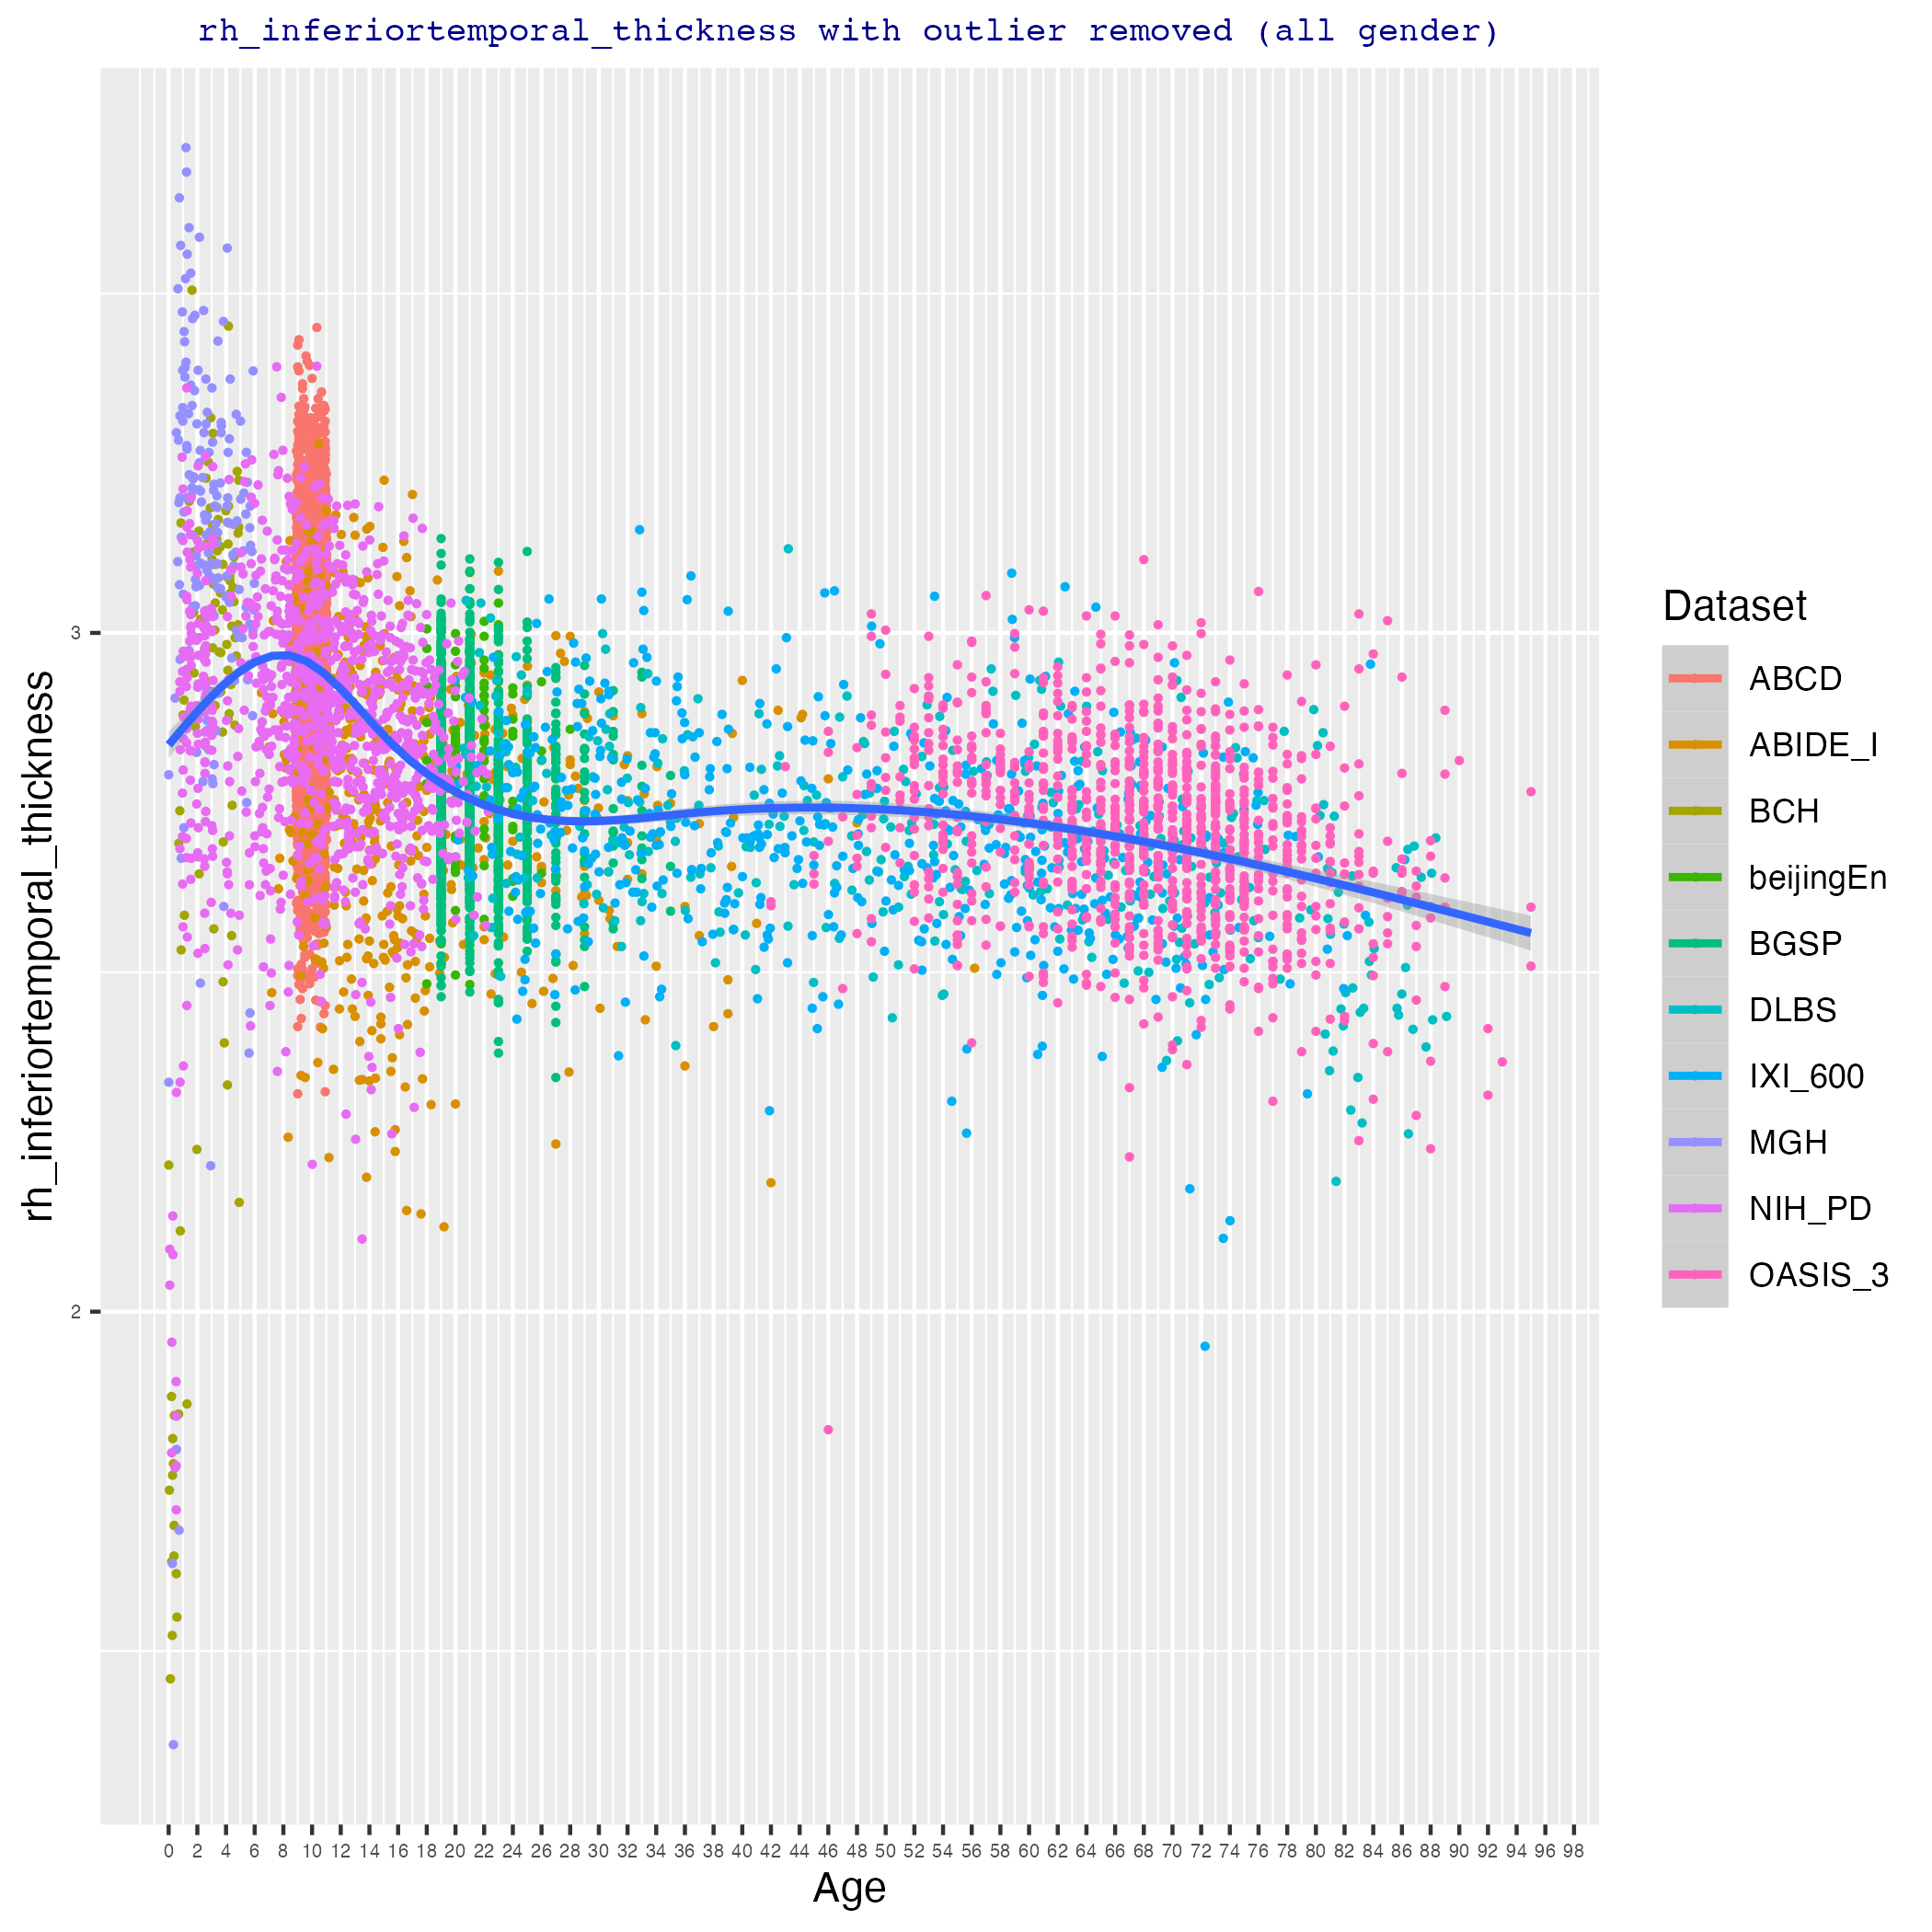 rh_inferiortemporal_thickness with outlier removed (all gender)
rh_inferiortemporal_thickness
3
2
0 2 4 6 8 10 12 14 16 18 20 22 24 26 28 30 32 34 36 38 40 42 44 46 48 50 52 54 56 58 60 62 64 66 68 70 72 74 76 78 80 82 84 86 88 90 92 94 96 98
Age
Dataset
ABCD
ABIDE_I
BCH
beijingEn
BGSP
DLBS
IXI_600
MGH
NIH_PD
OASIS_3